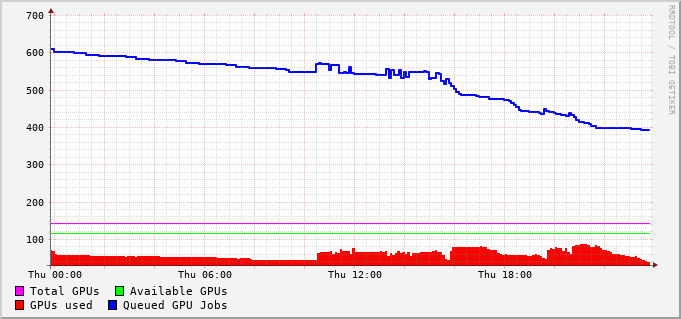 700
600
500
400
300
200
100
Thu 00:00 Thu 06:00 Thu 12:00 Thu 18:00
Total GPUs Available GPUs
GPUs used Queued GPU Jobs
RRDTOOL / TOBI OETIKER